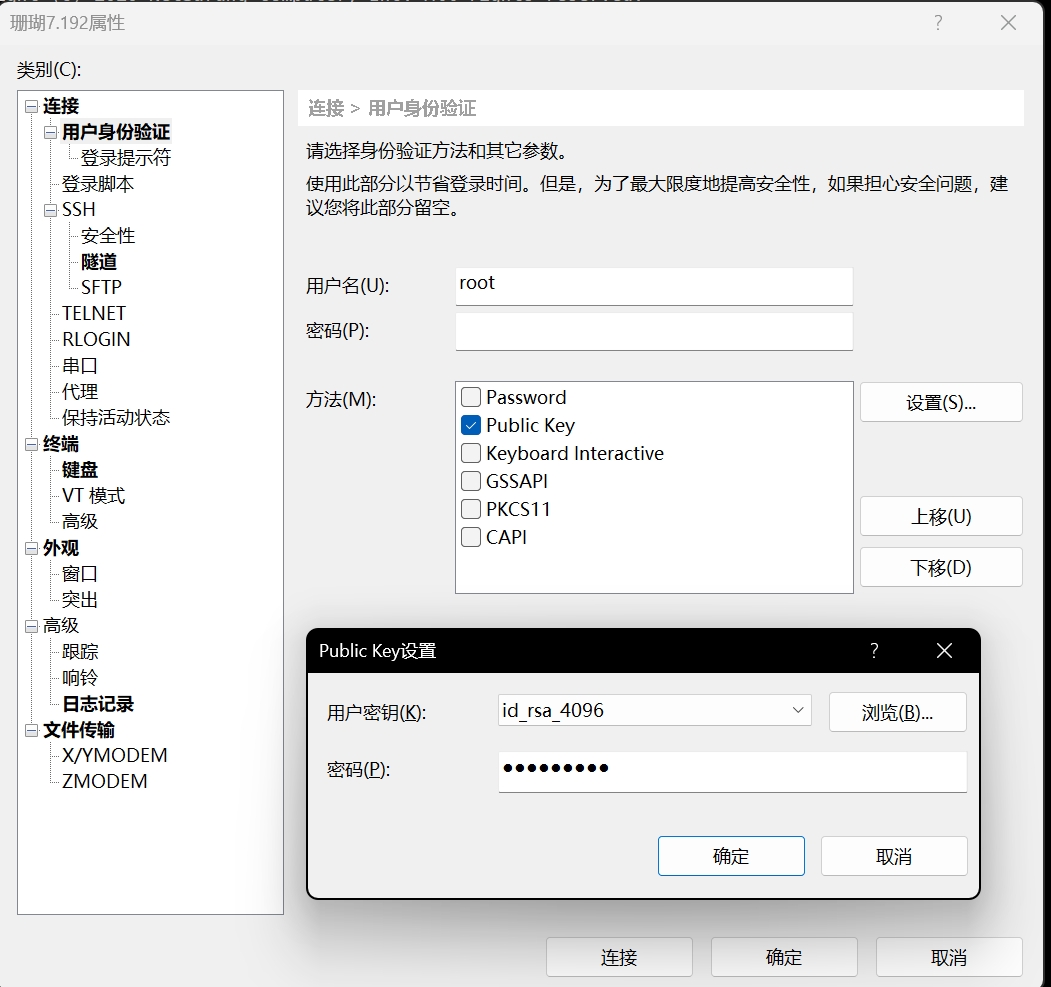 珊瑚7.192属性
类别(C):
连接
用户身份验证
登录提示符
登录脚本
SSH
安全性
隧道
SFTP
TELNET
RLOGIN
串口
代理
保持活动状态
终端
键盘
VT 模式
高级
外观
窗口
突出
高级
跟踪
响铃
日志记录
文件传输
X/YMODEM
ZMODEM
连接 > 用户身份验证
请选择身份验证方法和其它参数。
使用此部分以节省登录时间。但是，为了最大限度地提高安全性，如果担心安全问题，建
议您将此部分留空。
用户名(U):
root
密码(P):
方法(M):
Password
Public Key
Keyboard Interactive
GSSAPI
PKCS11
CAPI
设置(S)...
上移(U)
下移(D)
Public Key设置
用户密钥(K):
id_rsa_4096
浏览(B)...
密码(P):
●●●●●●●●●
确定
取消
连接
确定
取消